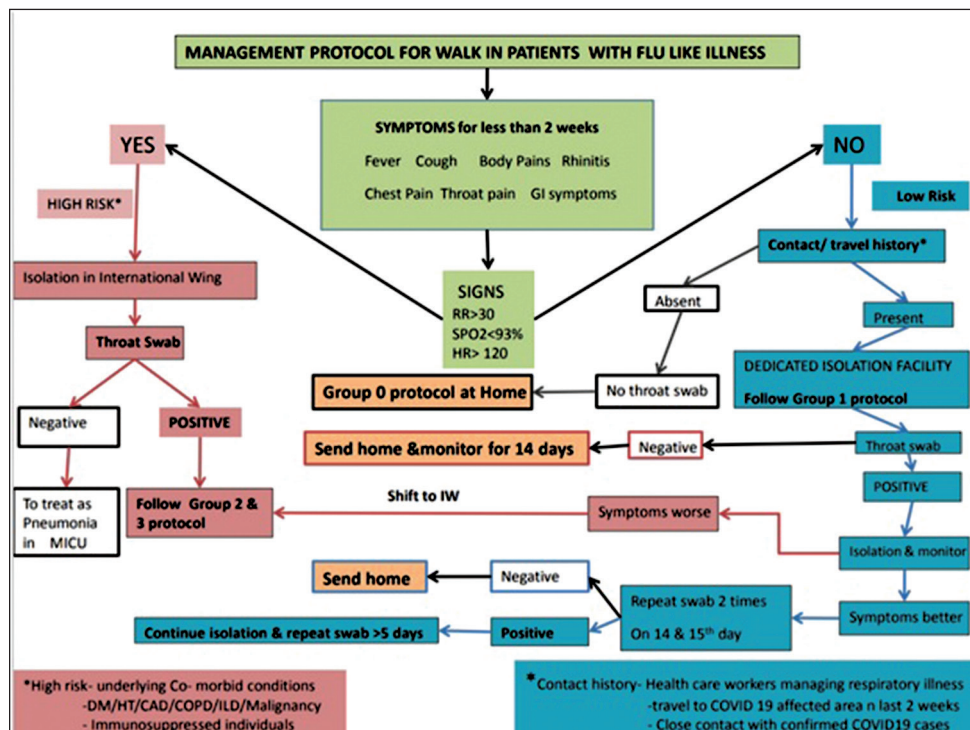 MANAGEMENT PROTOCOL FOR WALK IN PATIENTS WITH FLU LIKE ILLNESS
SYMPTOMS for less than 2 weeks
Fever Cough Body Pains Rhinitis
Chest Pain Throat pain GI symptoms
YES
NO
HIGH RISK*
Low Risk
Isolation in International Wing
Contact/ travel history*
SIGNS
RR>30
SPO2<93%
HR> 120
Absent
Present
Throat Swab
DEDICATED ISOLATION FACILITY
Follow Group 1 protocol
Group 0 protocol at Home
No throat swab
Negative
POSITIVE
Send home &monitor for 14 days
Negative
Throat swab
POSITIVE
To treat as
Pneumonia
in MICU
Follow Group 2 &
3 protocol
Shift to IW
Symptoms worse
Isolation & monitor
Send home
Negative
Repeat swab 2 times
On 14 & 15th day
Symptoms better
Continue isolation & repeat swab >5 days
Positive
*High risk- underlying Co- morbid conditions
-DM/HT/CAD/COPD/ILD/Malignancy
- Immunosuppressed individuals
*Contact history- Health care workers managing respiratory illness
-travel to COVID 19 affected area n last 2 weeks
- Close contact with confirmed COVID19 cases